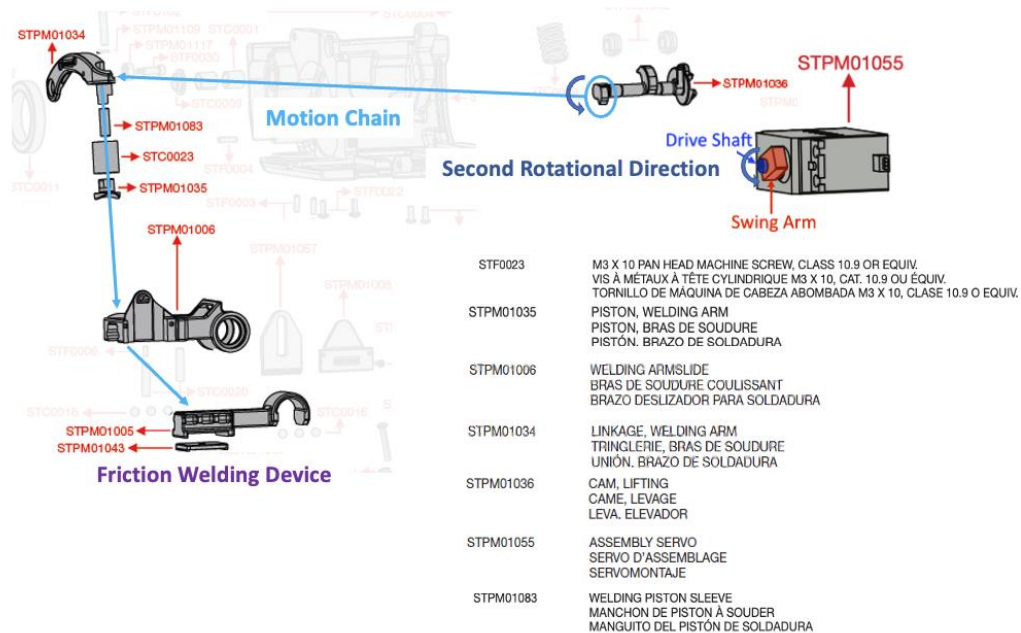 STPM01034
STPM01109
STC0051
STPM01117
STF0030
STPM01055
STPM01036
STC0009
Motion Chain
STPM01083
Drive Shaft
STC0011
STC0023
STF0004
Second Rotational Direction
STPM01035
STF0022
STF0003
Swing Arm
STPM01006
STPM01057
STPM01008
STF0023 M3 X 10 PAN HEAD MACHINE SCREW, CLASS 10.9 OR EQUIV.
VIS À MÉTAUX À TÊTE CYLINDRIQUE M3 X 10, CAT. 10.9 OU ÉQUIV.
TORNILLO DE MÁQUINA DE CABEZA ABOMBADA M3 X 10, CLASE 10.9 O EQUIV.
STPM01035 PISTON, WELDING ARM
PISTON, BRAS DE SOUDURE
PISTÓN. BRAZO DE SOLDADURA
STPM01006 WELDING ARMSLIDE
BRAS DE SOUDURE COULISSANT
BRAZO DESLIZADOR PARA SOLDADURA
STF0006
STC0020
STC0016
STC0016
STPM01005
STPM01043
Friction Welding Device
STPM01034 LINKAGE, WELDING ARM
TRINGLERIE, BRAS DE SOUDURE
UNIÓN. BRAZO DE SOLDADURA
STPM01036 CAM, LIFTING
CAME, LEVAGE
LEVA. ELEVADOR
STPM01055 ASSEMBLY SERVO
SERVO D'ASSEMBLAGE
SERVOMONTAJE
STPM01083 WELDING PISTON SLEEVE
MANCHON DE PISTON À SOUDER
MANGUITO DEL PISTÓN DE SOLDADURA